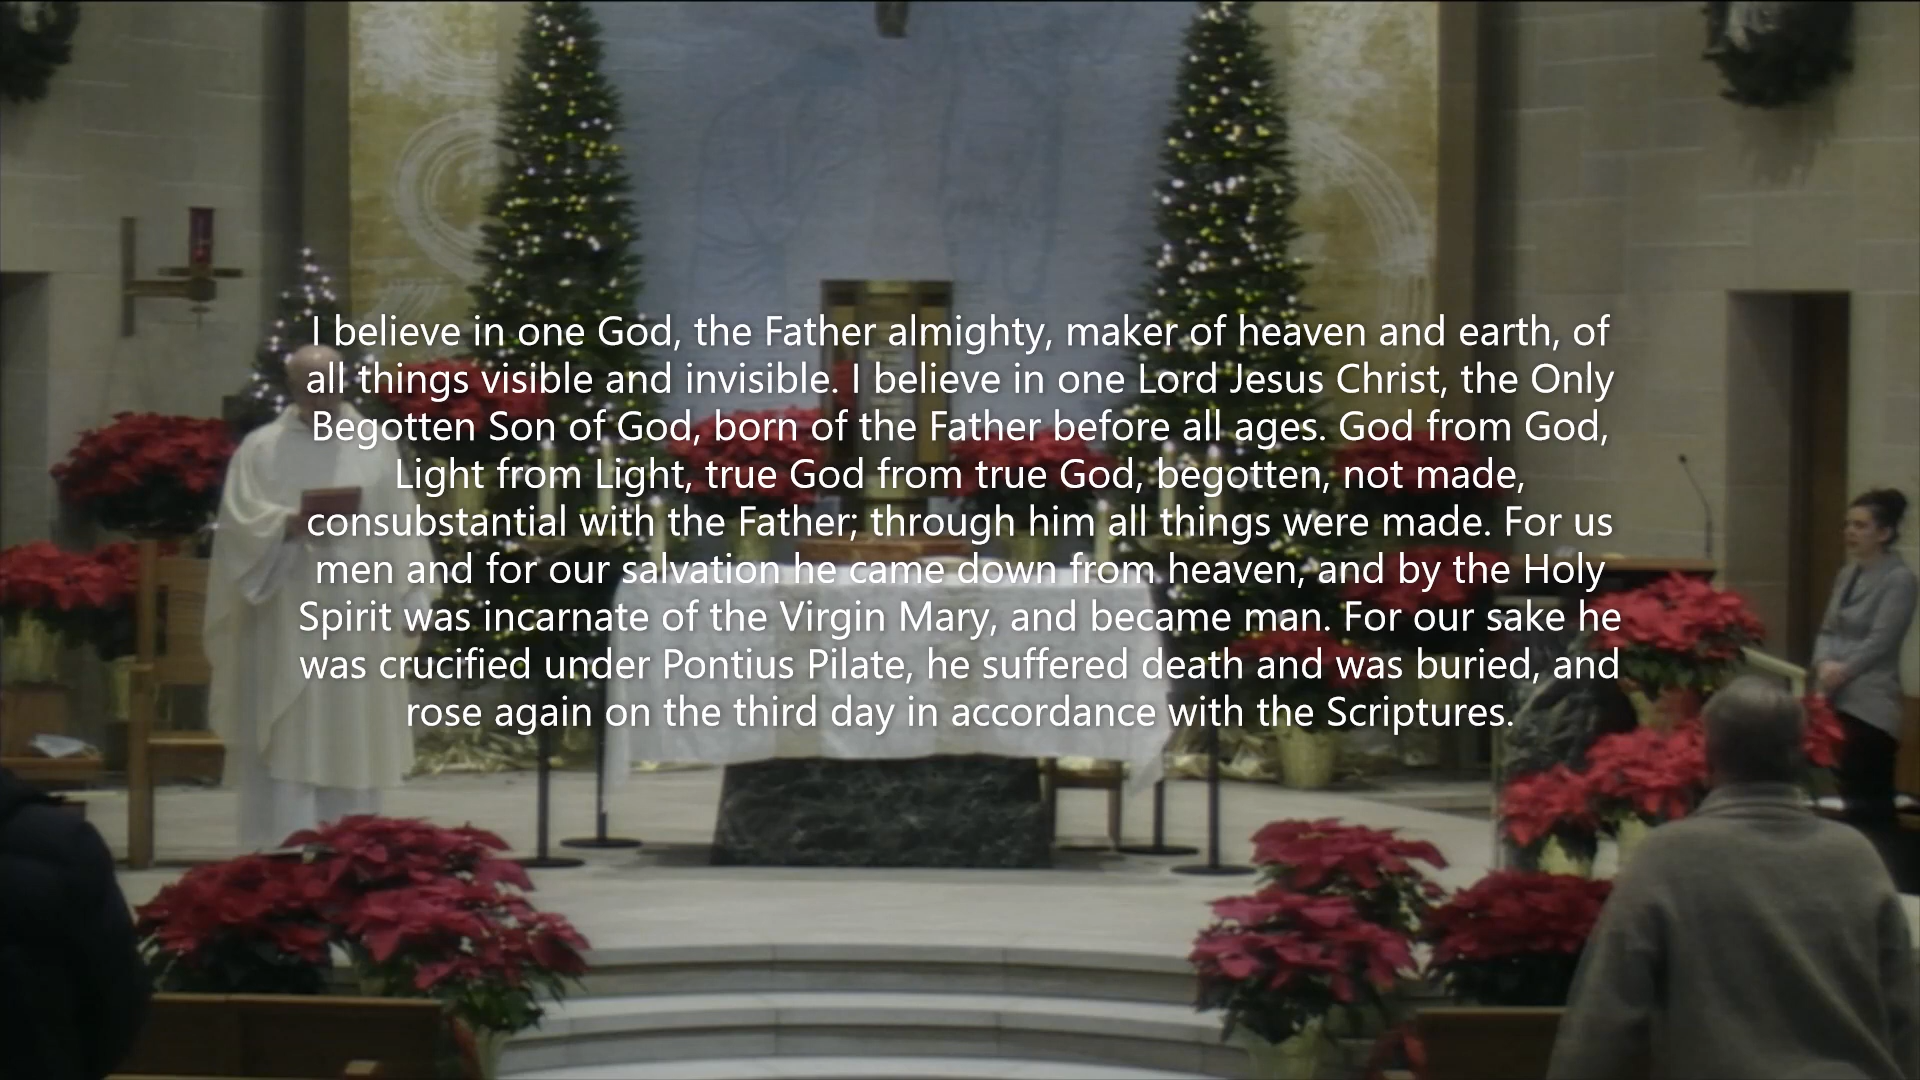 I believe in one God, the Father almighty, maker of heaven and earth, of
all things visible and invisible. I believe in one Lord Jesus Christ, the Only
Begotten Son of God, born of the Father before all ages. God from God,
Light from Light, true God from true God, begotten, not made,
consubstantial with the Father; through him all things were made. For us
men and for our salvation he came down from heaven, and by the Holy
Spirit was incarnate of the Virgin Mary, and became man. For our sake he
was crucified under Pontius Pilate, he suffered death and was buried, and
rose again on the third day in accordance with the Scriptures.